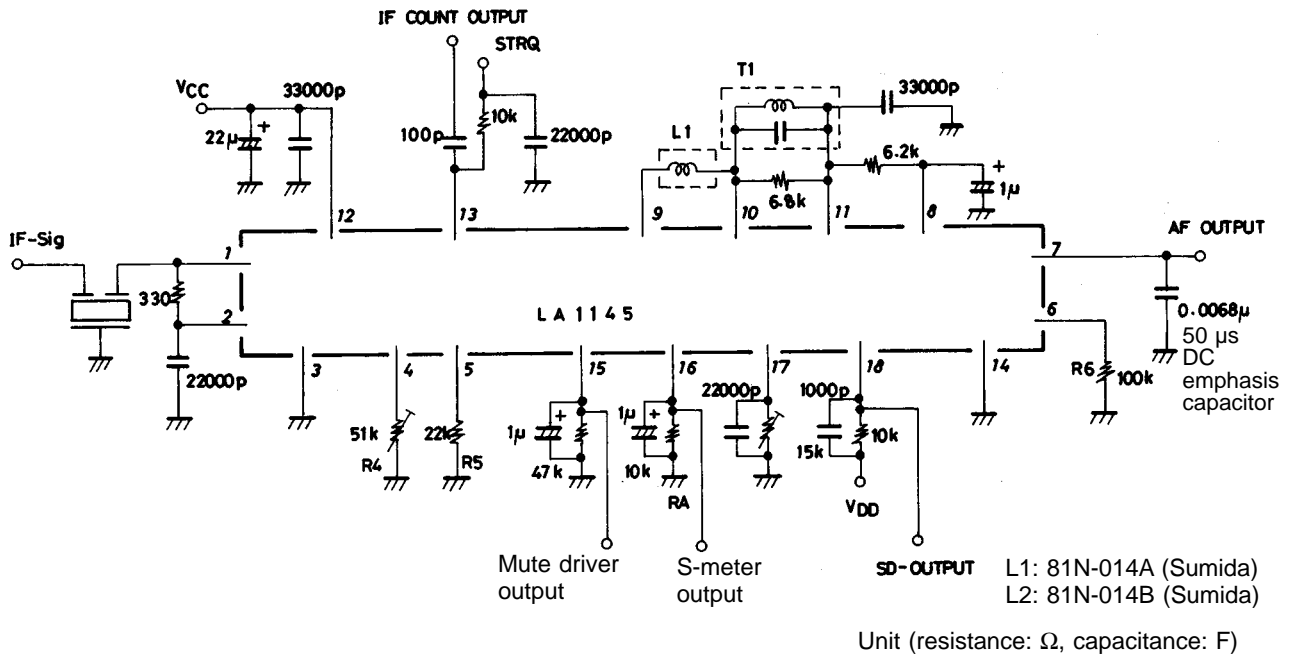 IF COUNT OUTPUT
STRQ
VCC
33000p
22µ
+
100p
10k
22000p
T1
33000p
L1
6.8k
6.2k
+
1µ
12
13
9
10
11
8
IF-Sig
1
330
2
22000p
LA1145
7
AF OUTPUT
6
0.0068µ
50 µs
DC
emphasis
capacitor
R6
100k
3
4
5
15
16
17
18
14
51k
R4
22k
R5
1µ
+
47k
1µ
+
10k
RA
22000p
1000p
15k
10k
VDD
Mute driver
output
S-meter
output
SD-OUTPUT
L1: 81N-014A (Sumida)
L2: 81N-014B (Sumida)
Unit (resistance: Ω, capacitance: F)